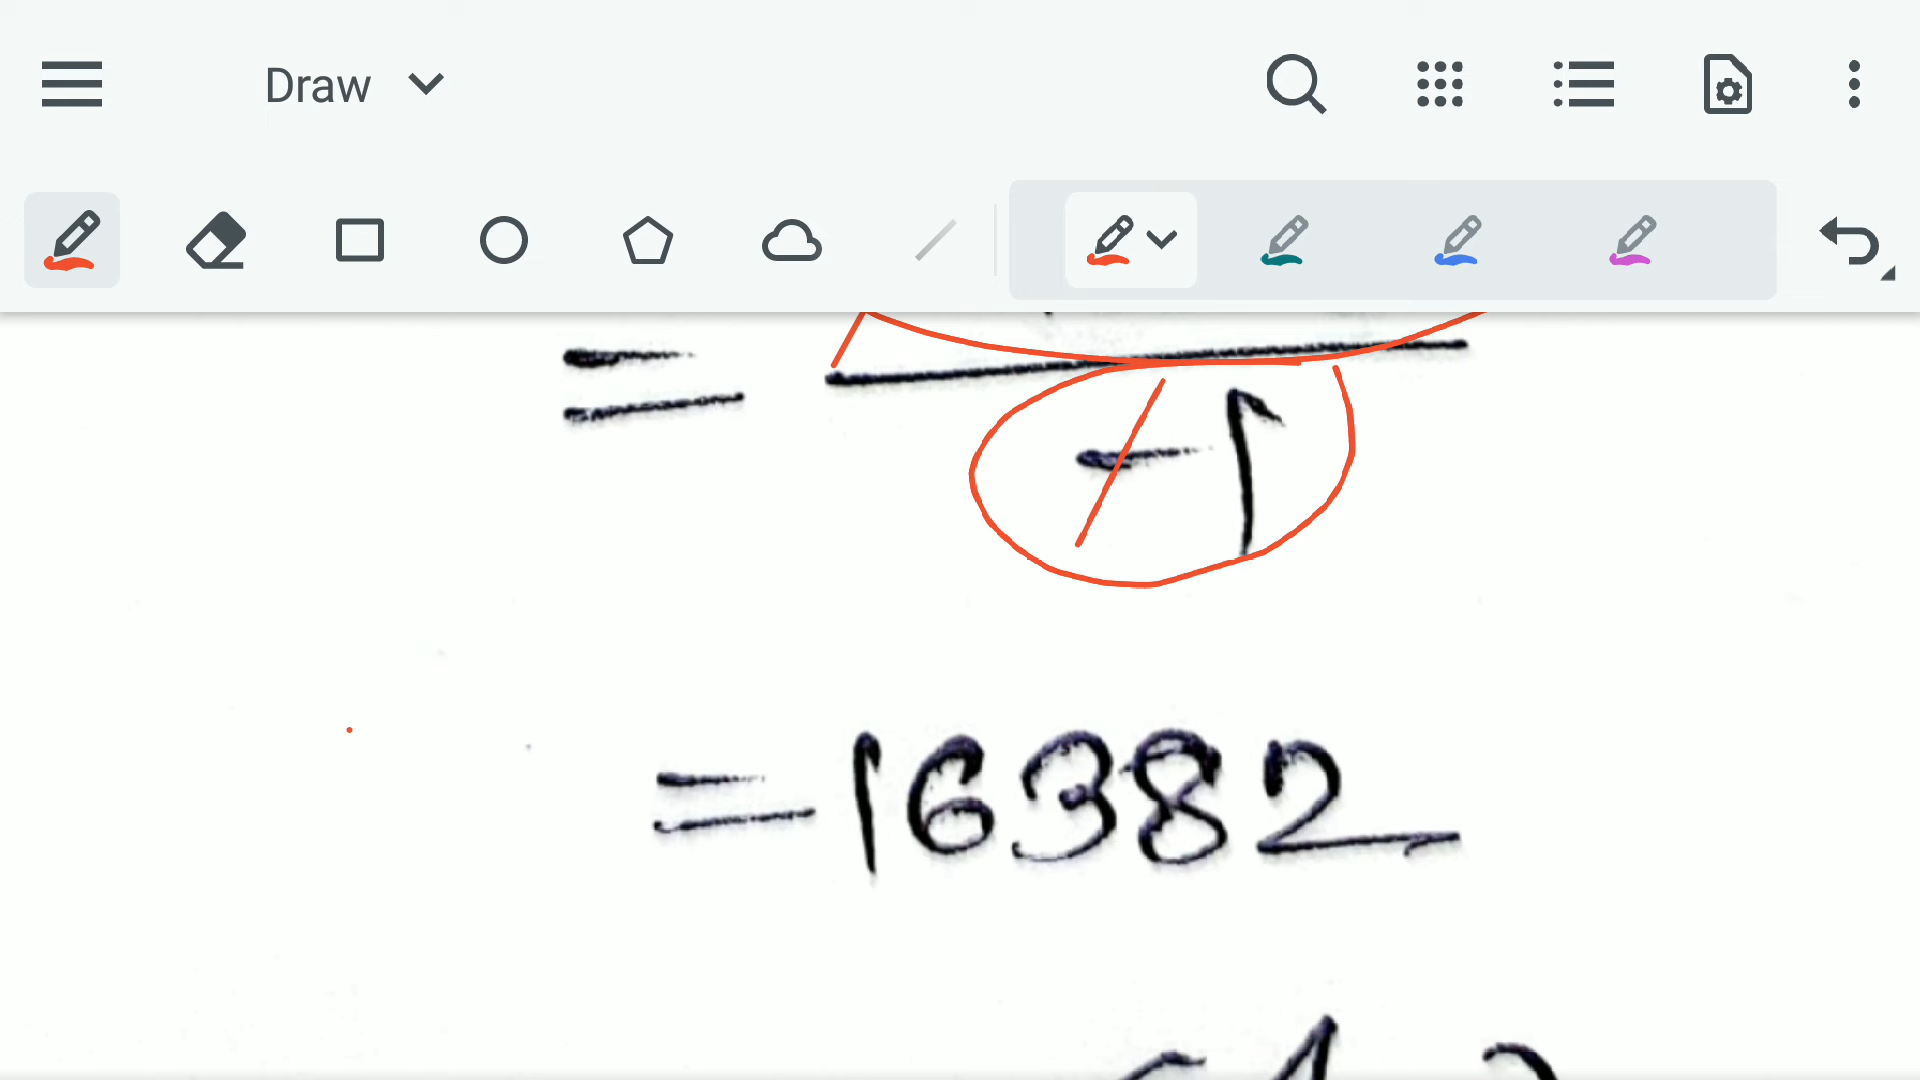 Draw
=
-1
=16382